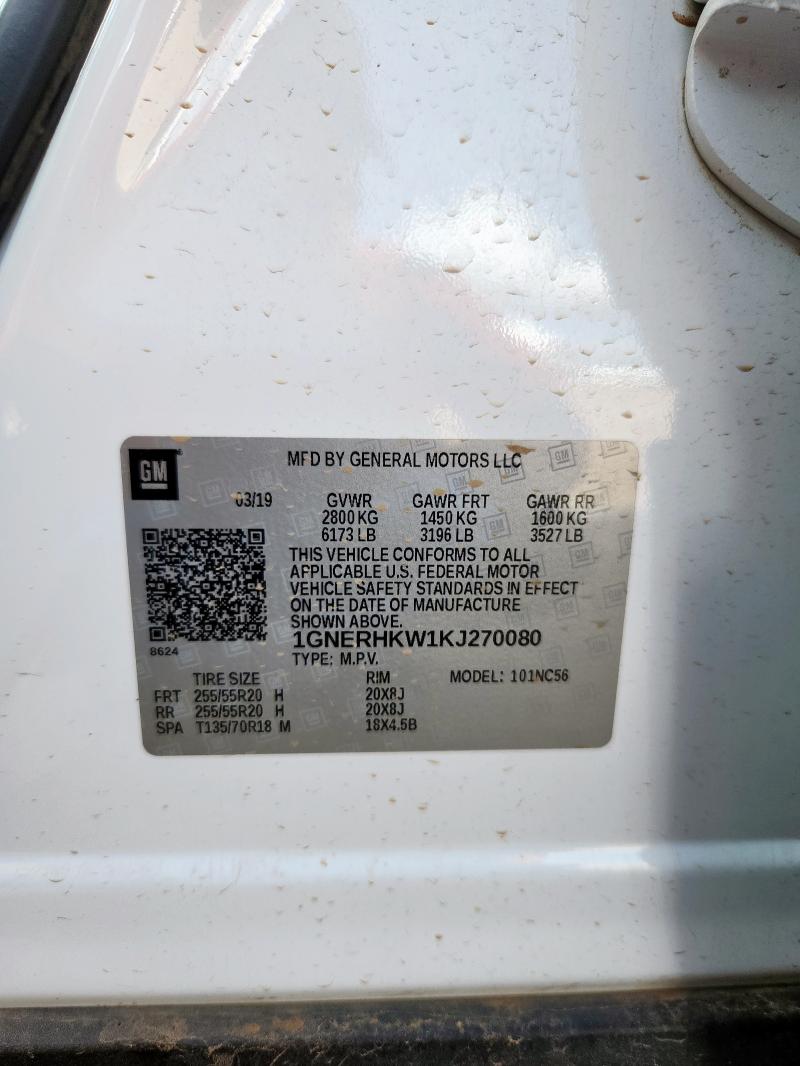 GM
MFD BY GENERAL MOTORS LLC
03/19 GVWR GAWR FRT GAWR RR
2800 KG 1450 KG 1600 KG
6173 LB 3196 LB 3527 LB
THIS VEHICLE CONFORMS TO ALL
APPLICABLE U.S. FEDERAL MOTOR
VEHICLE SAFETY STANDARDS IN EFFECT
ON THE DATE OF MANUFACTURE
SHOWN ABOVE.
8624
1GNERHKW1KJ270080
TYPE: M.P.V.
TIRE SIZE RIM MODEL: 101NC56
FRT 255/55R20 H 20X8J
RR 255/55R20 H 20X8J
SPA T135/70R18 M 18X4.5B